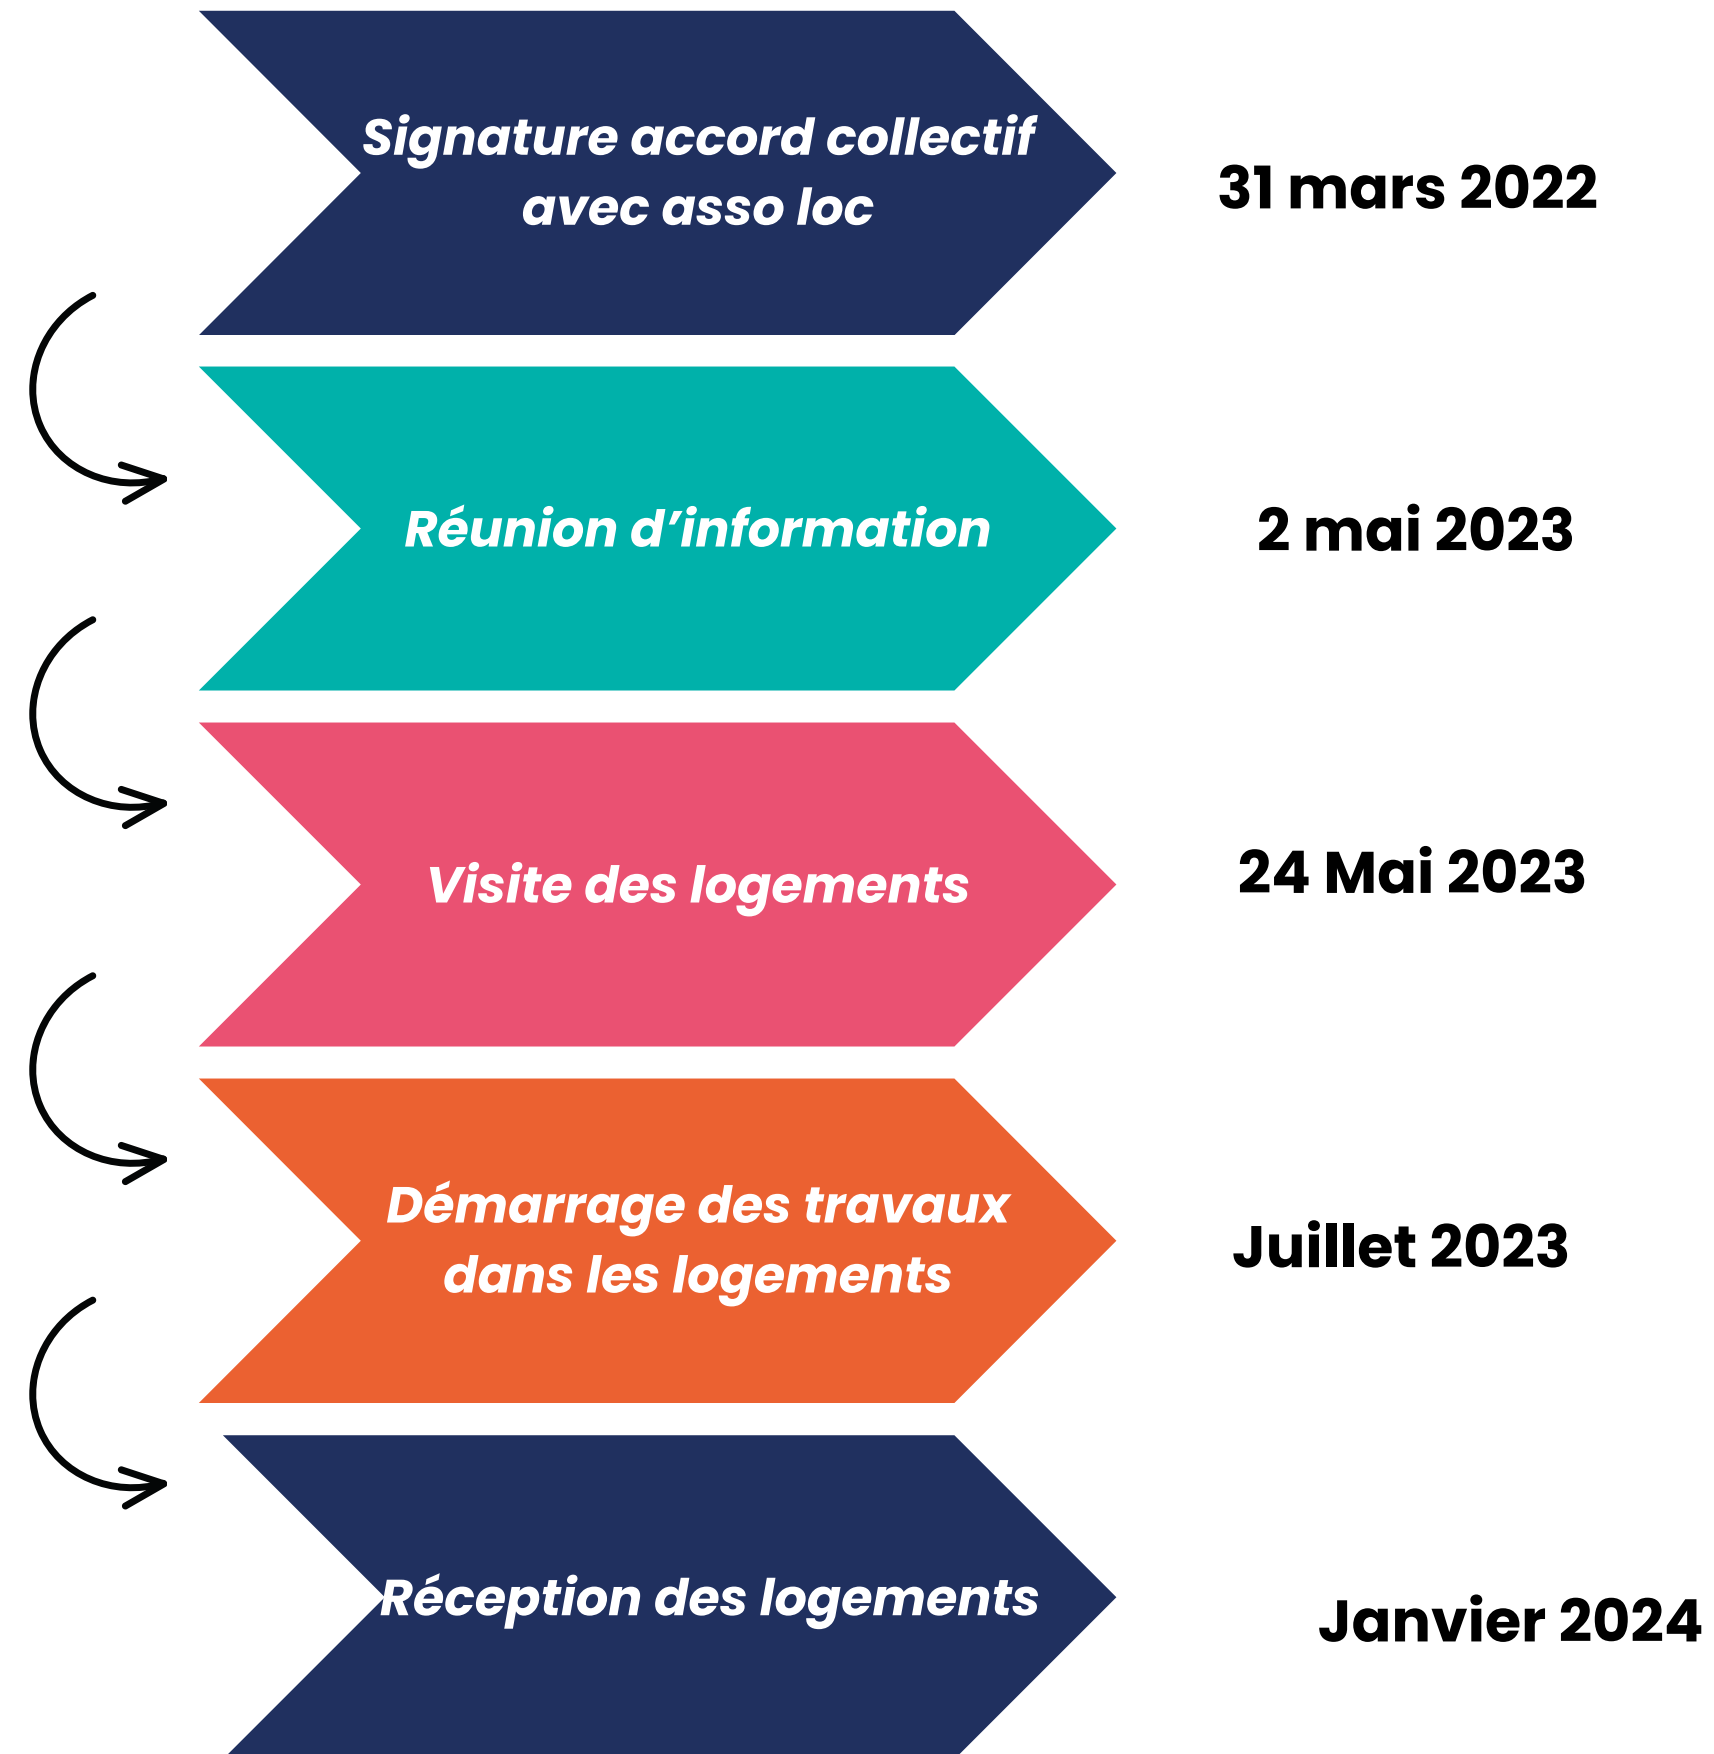 Signature accord collectif
avec asso loc
31 mars 2022
Réunion d’information
2 mai 2023
Visite des logements
24 Mai 2023
Démarrage des travaux
dans les logements
Juillet 2023
Réception des logements
Janvier 2024